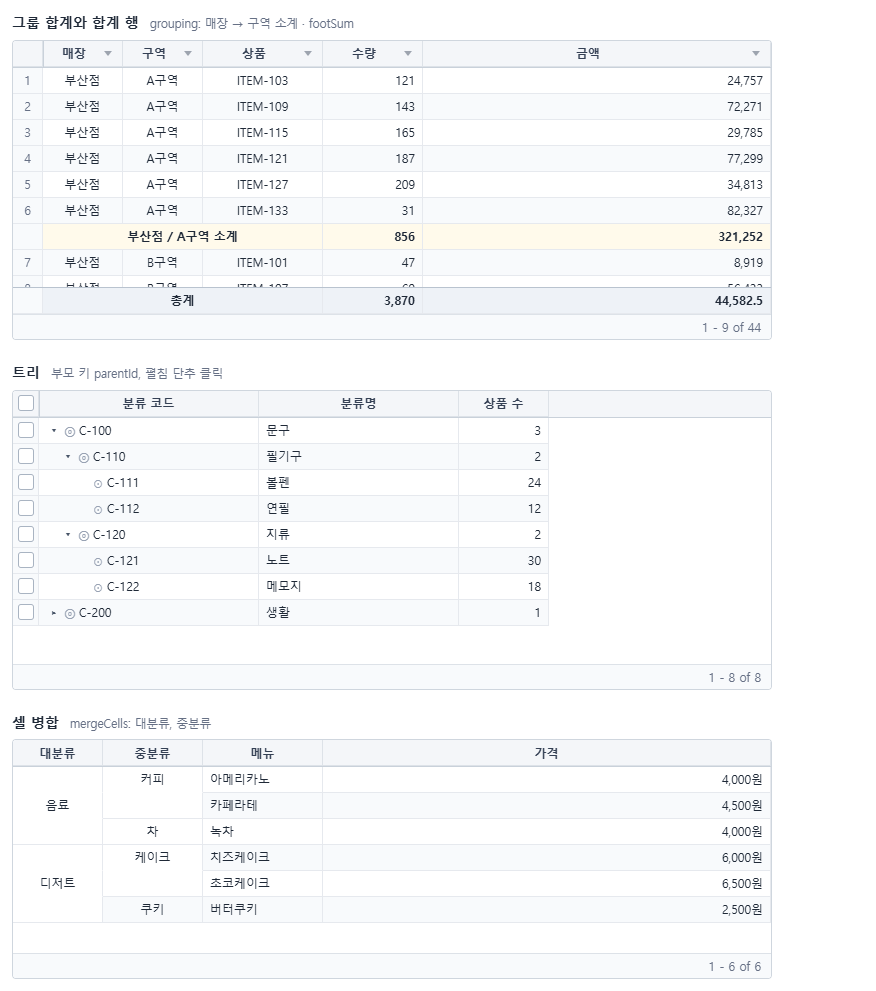 그룹 합계와 합계 행 grouping: 매장 → 구역 소계 · footSum
매장 구역 상품 수량 금액
1 부산점 A구역 ITEM-103 121 24,757
2 부산점 A구역 ITEM-109 143 72,271
3 부산점 A구역 ITEM-115 165 29,785
4 부산점 A구역 ITEM-121 187 77,299
5 부산점 A구역 ITEM-127 209 34,813
6 부산점 A구역 ITEM-133 31 82,327
부산점 / A구역 소계 856 321,252
7 부산점 B구역 ITEM-101 47 8,919
총계 3,870 44,582.5
1 - 9 of 44
트리 부모 키 parentId, 펼침 단추 클릭
분류 코드 분류명 상품 수
C-100 문구 3
C-110 필기구 2
C-111 볼펜 24
C-112 연필 12
C-120 지류 2
C-121 노트 30
C-122 메모지 18
C-200 생활 1
1 - 8 of 8
셀 병합 mergeCells: 대분류, 중분류
대분류 중분류 메뉴 가격
커피 아메리카노 4,000원
음료 카페라테 4,500원
차 녹차 4,000원
케이크 치즈케이크 6,000원
디저트 초코케이크 6,500원
쿠키 버터쿠키 2,500원
1 - 6 of 6